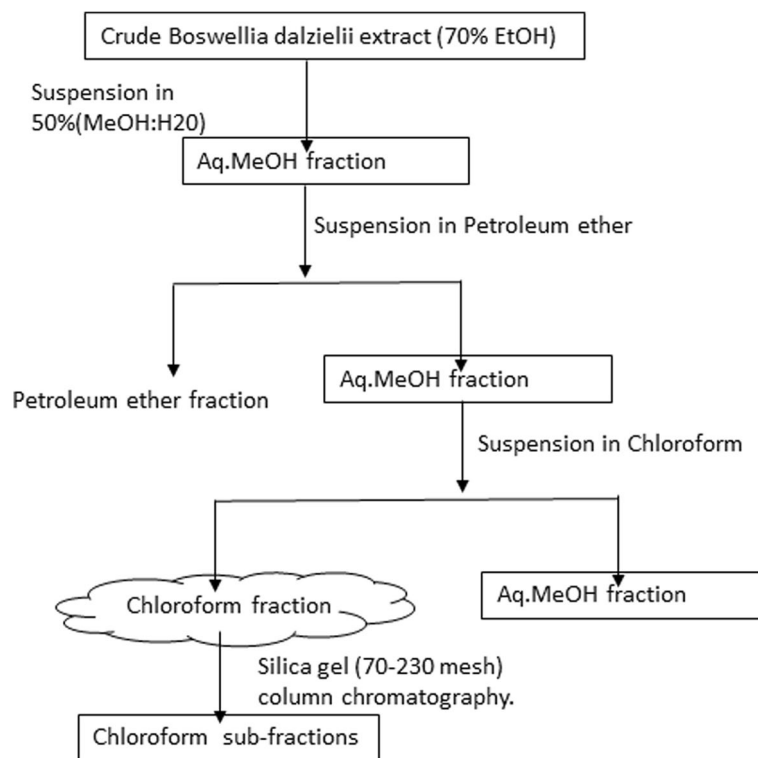 Crude Boswellia dalzielii extract (70% EtOH)
Suspension in
50%(MeOH:H20)
Aq.MeOH fraction
Suspension in Petroleum ether
Aq.MeOH fraction
Petroleum ether fraction
Suspension in Chloroform
Chloroform fraction
Aq.MeOH fraction
Silica gel (70-230 mesh)
column chromatography.
Chloroform sub-fractions